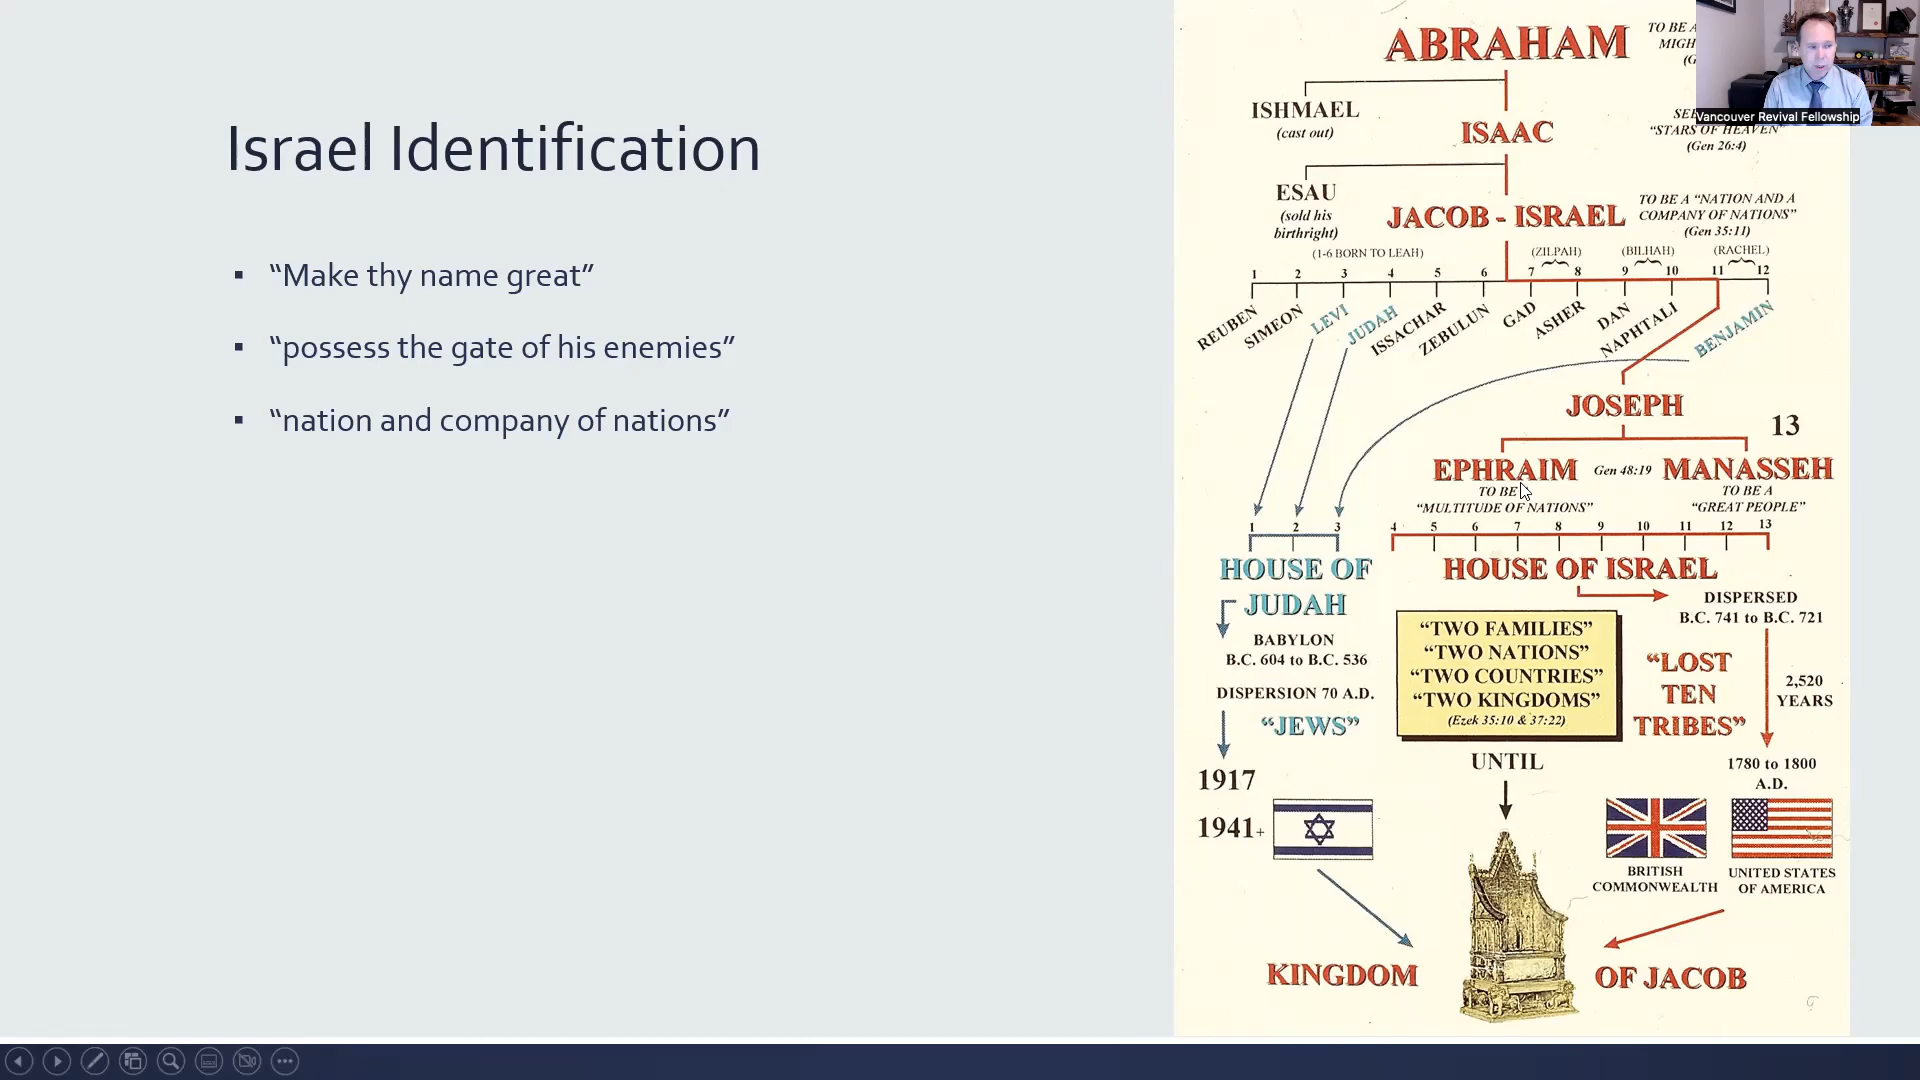 Israel Identification
▪ “Make thy name great”
▪ “possess the gate of his enemies”
▪ “nation and company of nations”
ABRAHAM
TO BE A
MIGH
(G
Vancouver Revival Fellowship
ISHMAEL
(cast out)
ISAAC
SEE
“STARS OF HEAVEN”
(Gen 26:4)
ESAU
(sold his
birthright)
JACOB - ISRAEL
TO BE A “NATION AND A
COMPANY OF NATIONS”
(Gen 35:11)
(1-6 BORN TO LEAH) (ZILPAH) (BILHAH) (RACHEL)
1 2 3 4 5 6 7 8 9 10 11 12
REUBEN SIMEON LEVI JUDAH ISSACHAR ZEBULUN GAD ASHER DAN NAPHTALI BENJAMIN
JOSEPH
13
EPHRAIM Gen 48:19 MANASSEH
TO BE
“MULTITUDE OF NATIONS”
TO BE A
“GREAT PEOPLE”
1 2 3 4 5 6 7 8 9 10 11 12 13
HOUSE OF
JUDAH
HOUSE OF ISRAEL
BABYLON
B.C. 604 to B.C. 536
DISPERSION 70 A.D.
“JEWS”
1917
1941+
“TWO FAMILIES”
“TWO NATIONS”
“TWO COUNTRIES”
“TWO KINGDOMS”
(Ezek 35:10 & 37:22)
UNTIL
DISPERSED
B.C. 741 to B.C. 721
“LOST
TEN
TRIBES”
2,520
YEARS
1780 to 1800
A.D.
BRITISH
COMMONWEALTH
UNITED STATES
OF AMERICA
KINGDOM OF JACOB